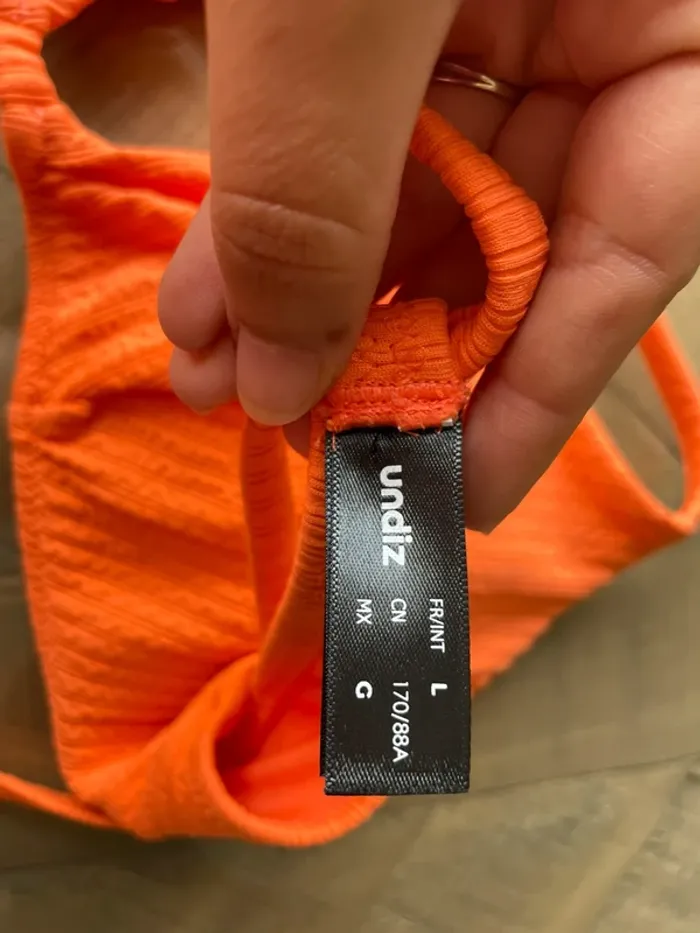 undiz
FR/INT L
CN 170/88A
MX G